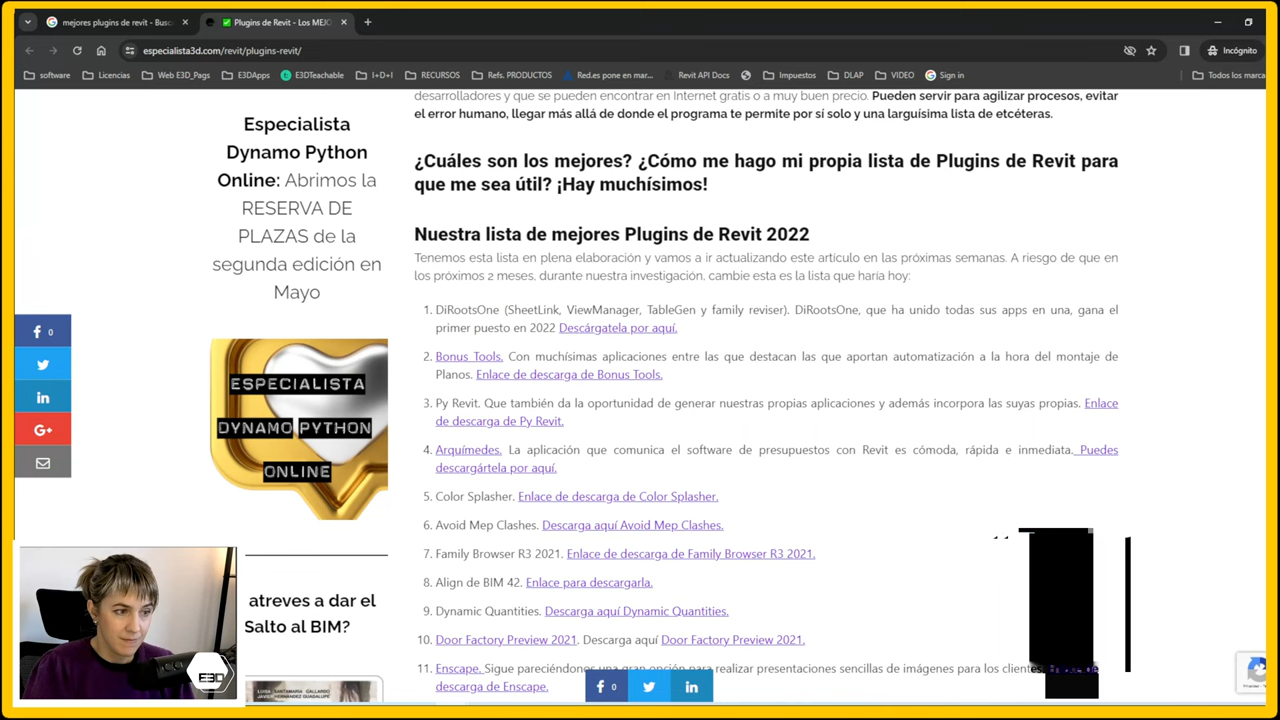 mejores plugins de revit - Busc
Plugins de Revit - Los MEJO
especialista3d.com/revit/plugins-revit/
Incógnito
software
Licencias
Web E3D_Pags
E3DApps
E3DTeachable
I+D+I
RECURSOS
Refs. PRODUCTOS
Red.es pone en mar...
Revit API Docs
Impuestos
DLAP
VIDEO
Sign in
Todos los marca
desarrolladores y que se pueden encontrar en Internet gratis o a muy buen precio. Pueden servir para agilizar procesos, evitar
el error humano, llegar más allá de donde el programa te permite por sí solo y una larguísima lista de etcéteras.
¿Cuáles son los mejores? ¿Cómo me hago mi propia lista de Plugins de Revit para
que me sea útil? ¡Hay muchísimos!
Nuestra lista de mejores Plugins de Revit 2022
Tenemos esta lista en plena elaboración y vamos a ir actualizando este artículo en las próximas semanas. A riesgo de que en
los próximos 2 meses, durante nuestra investigación, cambie esta es la lista que haría hoy:
1. DiRootsOne (SheetLink, ViewManager, TableGen y family reviser). DiRootsOne, que ha unido todas sus apps en una, gana el
primer puesto en 2022 Descárgatela por aquí.
2. Bonus Tools. Con muchísimas aplicaciones entre las que destacan las que aportan automatización a la hora del montaje de
Planos. Enlace de descarga de Bonus Tools.
3. Py Revit. Que también da la oportunidad de generar nuestras propias aplicaciones y además incorpora las suyas propias. Enlace
de descarga de Py Revit.
4. Arquímedes. La aplicación que comunica el software de presupuestos con Revit es cómoda, rápida e inmediata. Puedes
descargártela por aquí.
5. Color Splasher. Enlace de descarga de Color Splasher.
6. Avoid Mep Clashes. Descarga aquí Avoid Mep Clashes.
7. Family Browser R3 2021. Enlace de descarga de Family Browser R3 2021.
8. Align de BIM 42. Enlace para descargarla.
9. Dynamic Quantities. Descarga aquí Dynamic Quantities.
10. Door Factory Preview 2021. Descarga aquí Door Factory Preview 2021.
11. Enscape. Sigue pareciéndonos una gran opción para realizar presentaciones sencillas de imágenes para los clientes.
descarga de Enscape.
Especialista
Dynamo Python
Online: Abrimos la
RESERVA DE
PLAZAS de la
segunda edición en
Mayo
ESPECIALISTA
DYNAMO PYTHON
ONLINE
atreves a dar el
Salto al BIM?
LUISA SANTAMARÍA GALLARDO
JAVIER HERNÁNDEZ GUADALUPE
f 0
in
G+
E3D
f 0
in